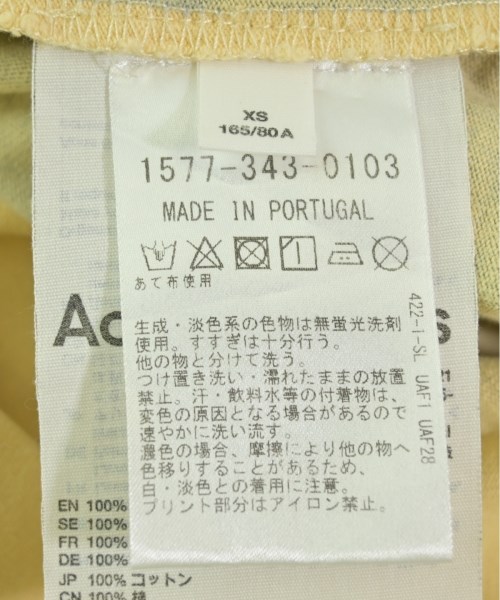 XS
165/80A
1577-343-0103
MADE IN PORTUGAL
あて布使用
生成・淡色系の色物は無蛍光洗剤
使用。すすぎは十分行う。
他の物と分けて洗う。
つけ置き洗い・濡れたままの放置
禁止。汗・飲料水等の付着物は、
変色の原因となる場合があるので
速やかに洗い流す。
濃色の場合、摩擦により他の物へ
色移りすることがあるため、
白・淡色との着用に注意。
プリント部分はアイロン禁止。
422-1-SL UAF1 UAF28
Ac
s
EN 100%
SE 100%
FR 100%
DE 100%
JP 100% コットン
CN 100% 棉